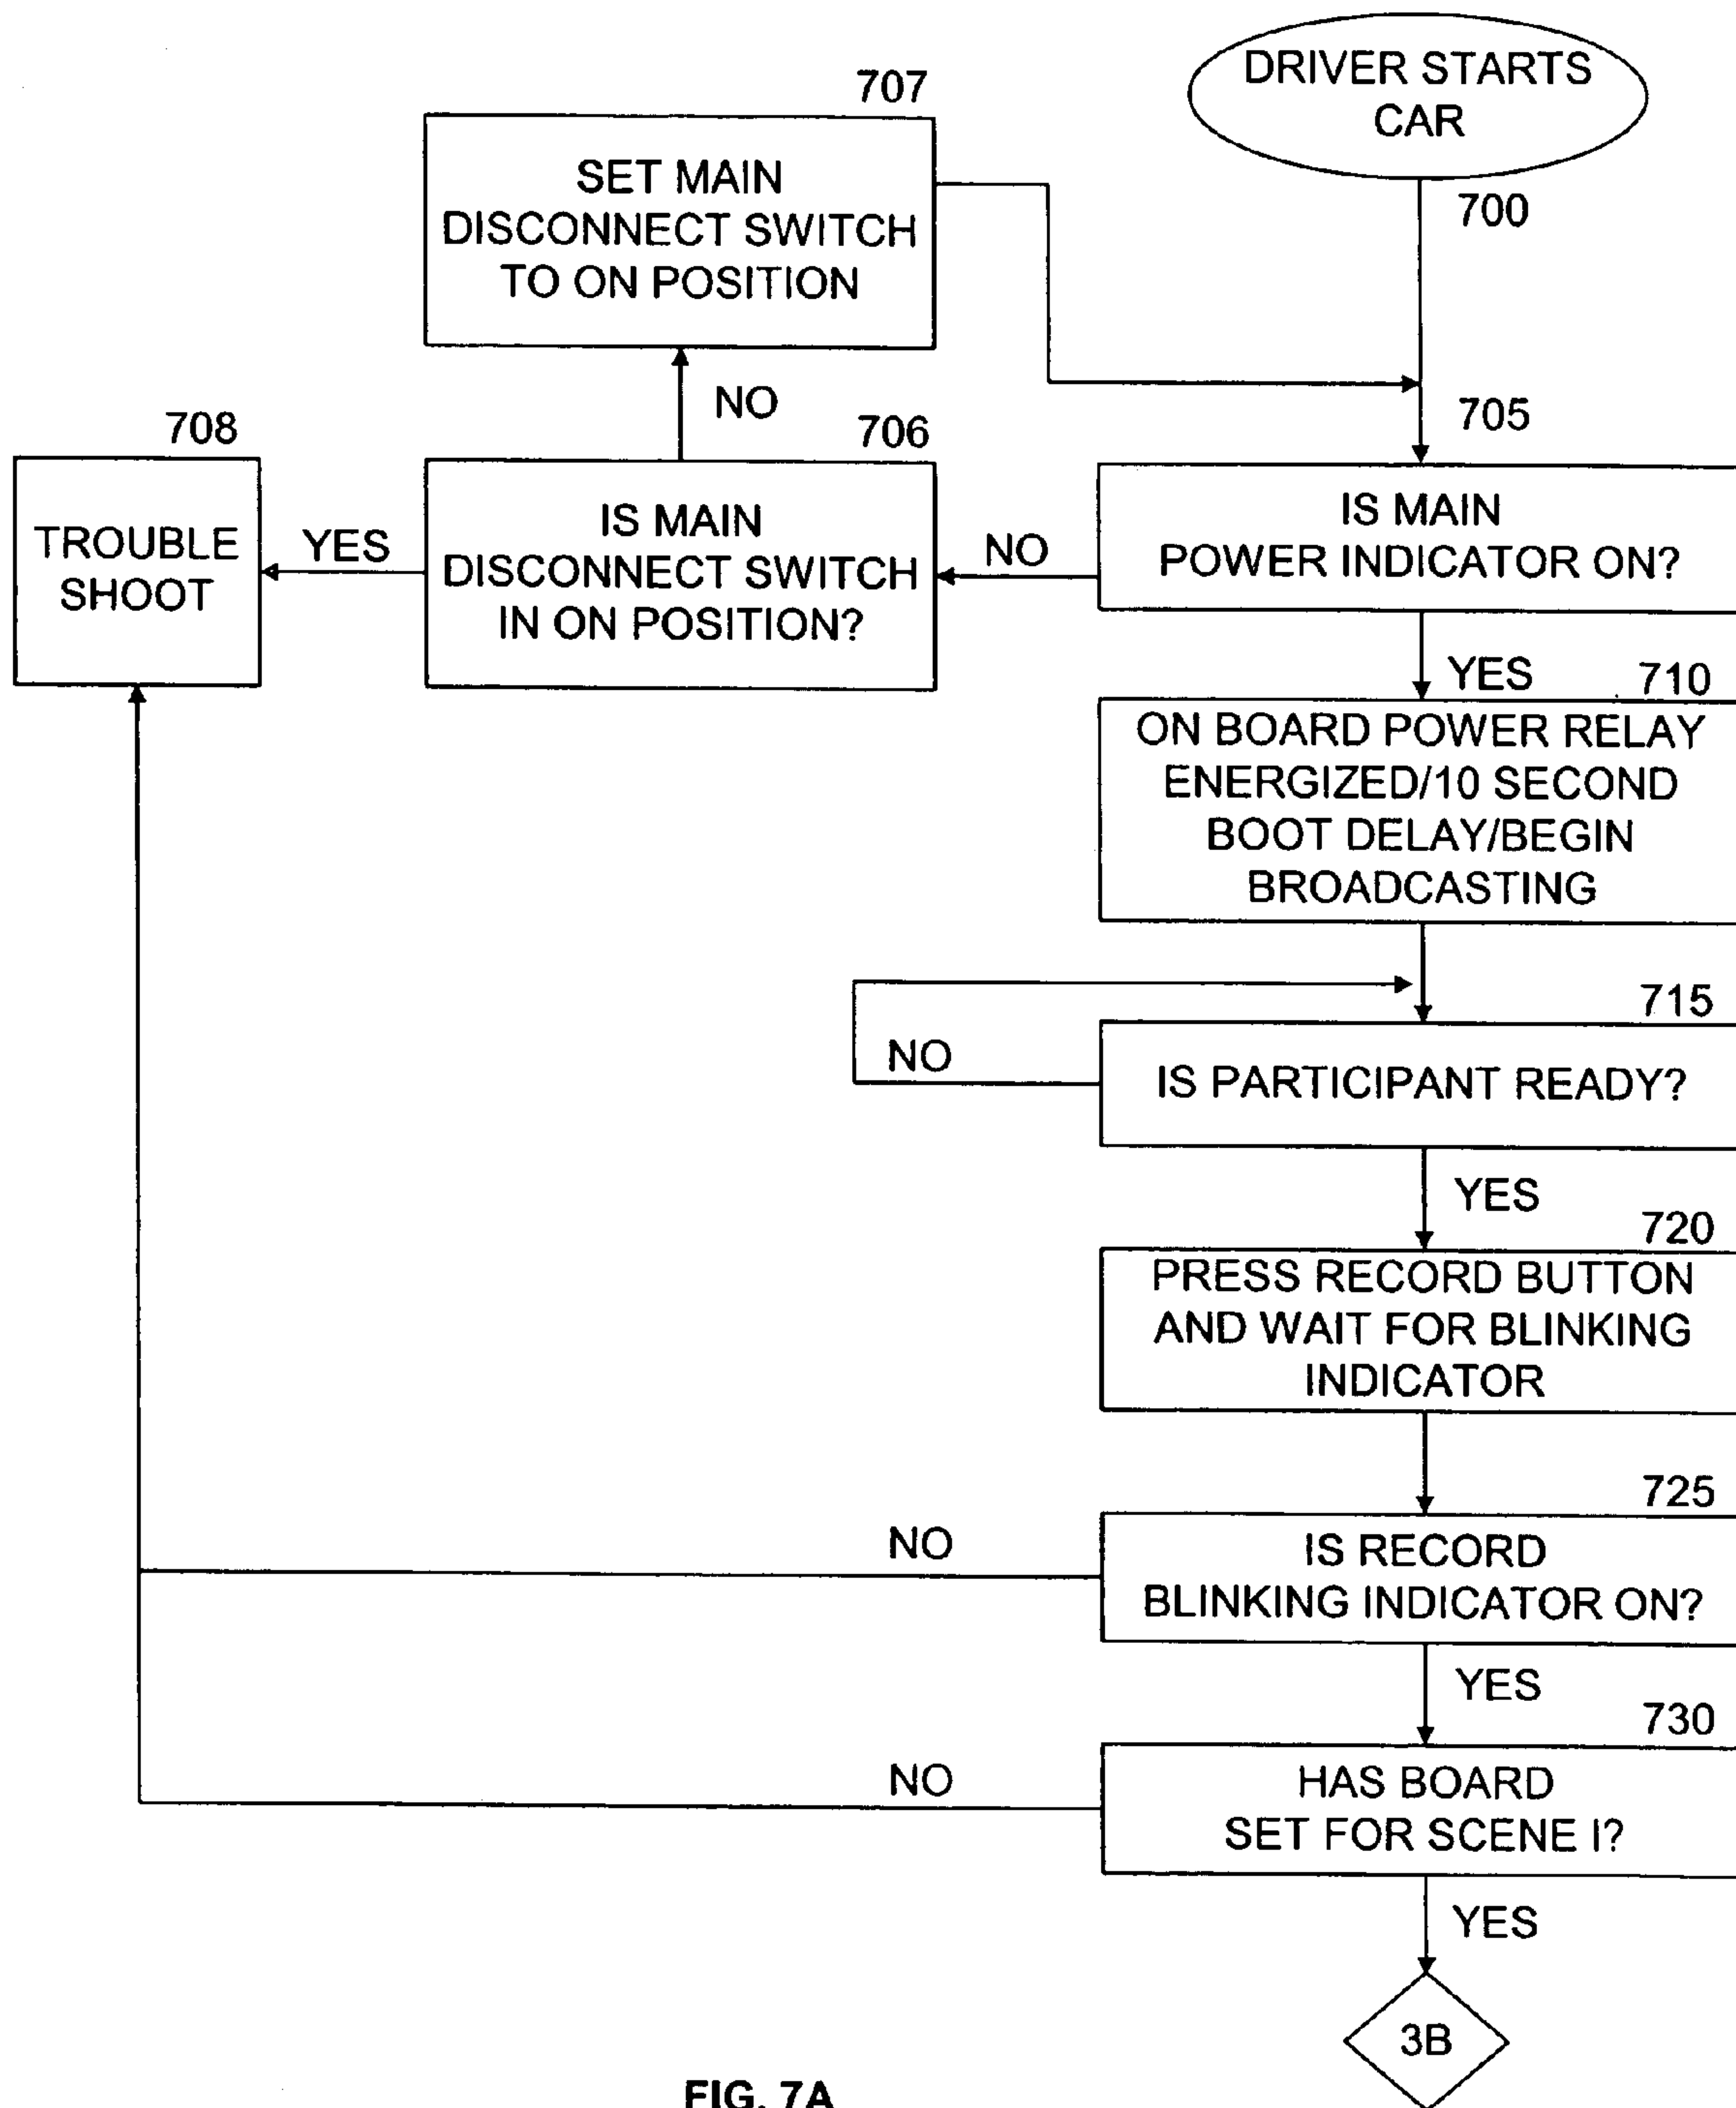 DRIVER STARTS
CAR
700
707
SET MAIN
DISCONNECT SWITCH
TO ON POSITION
NO
705
708
TROUBLE
SHOOT
YES
706
IS MAIN
DISCONNECT SWITCH
IN ON POSITION?
NO
IS MAIN
POWER INDICATOR ON?
YES
710
ON BOARD POWER RELAY
ENERGIZED/10 SECOND
BOOT DELAY/BEGIN
BROADCASTING
715
NO
IS PARTICIPANT READY?
YES
720
PRESS RECORD BUTTON
AND WAIT FOR BLINKING
INDICATOR
725
NO
IS RECORD
BLINKING INDICATOR ON?
YES
730
NO
HAS BOARD
SET FOR SCENE I?
YES
3B
FIG. 7A